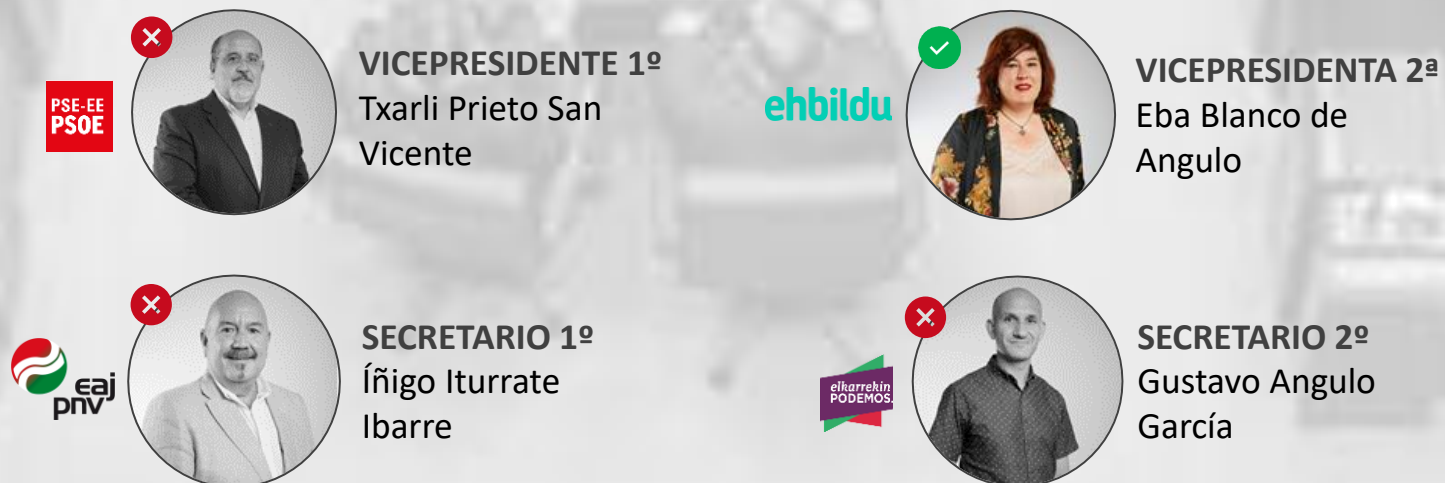 PSE-EE
PSOE
VICEPRESIDENTE 1º
Txarli Prieto San
Vicente
ehbildu
VICEPRESIDENTA 2ª
Eba Blanco de
Angulo
eaj
pnv
SECRETARIO 1º
Íñigo Iturrate
Ibarre
elkarrekin
PODEMOS.
SECRETARIO 2º
Gustavo Angulo
García